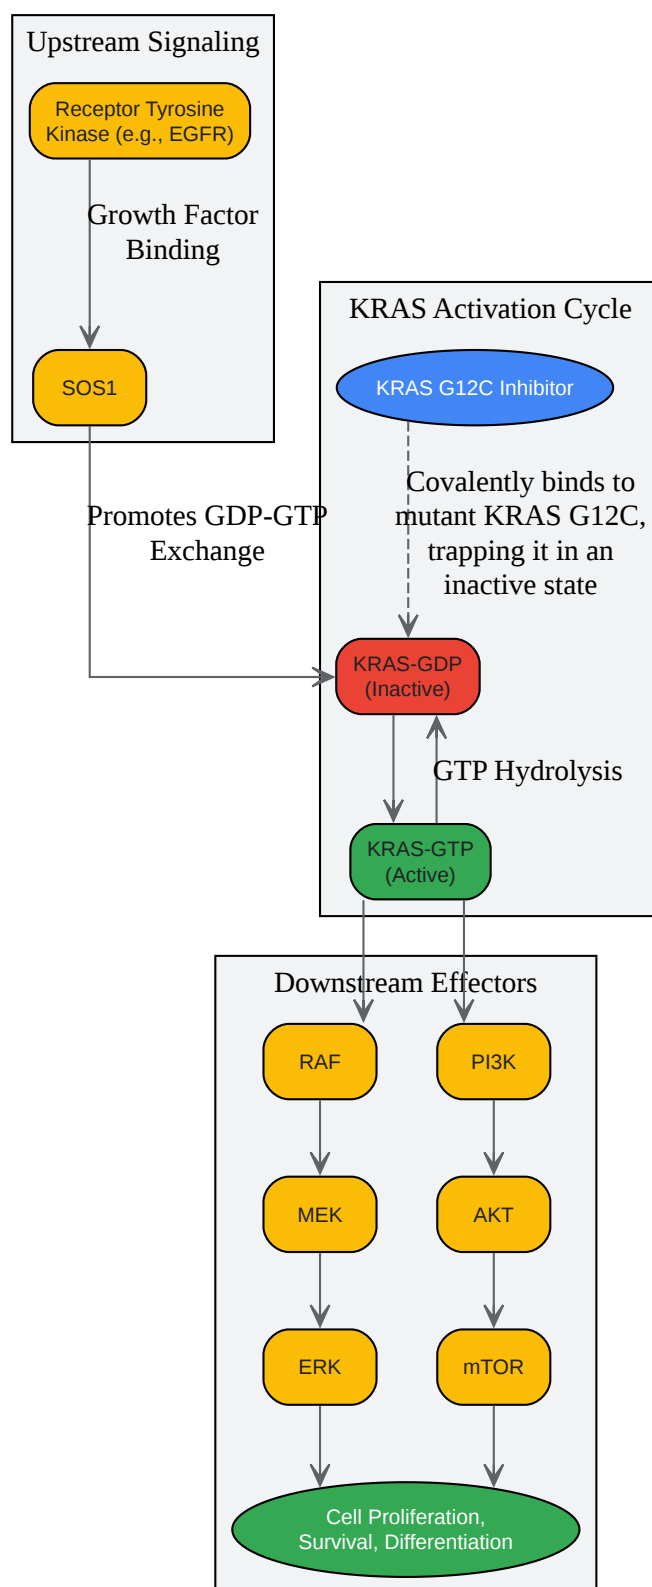 Upstream Signaling
Receptor Tyrosine
Kinase (e.g., EGFR)
Growth Factor
Binding
SOS1
Promotes GDP-GTP
Exchange
KRAS Activation Cycle
KRAS G12C Inhibitor
Covalently binds to
mutant KRAS G12C,
trapping it in an
inactive state
KRAS-GDP
(Inactive)
GTP Hydrolysis
KRAS-GTP
(Active)
Downstream Effectors
RAF
PI3K
MEK
AKT
ERK
mTOR
Cell Proliferation,
Survival, Differentiation